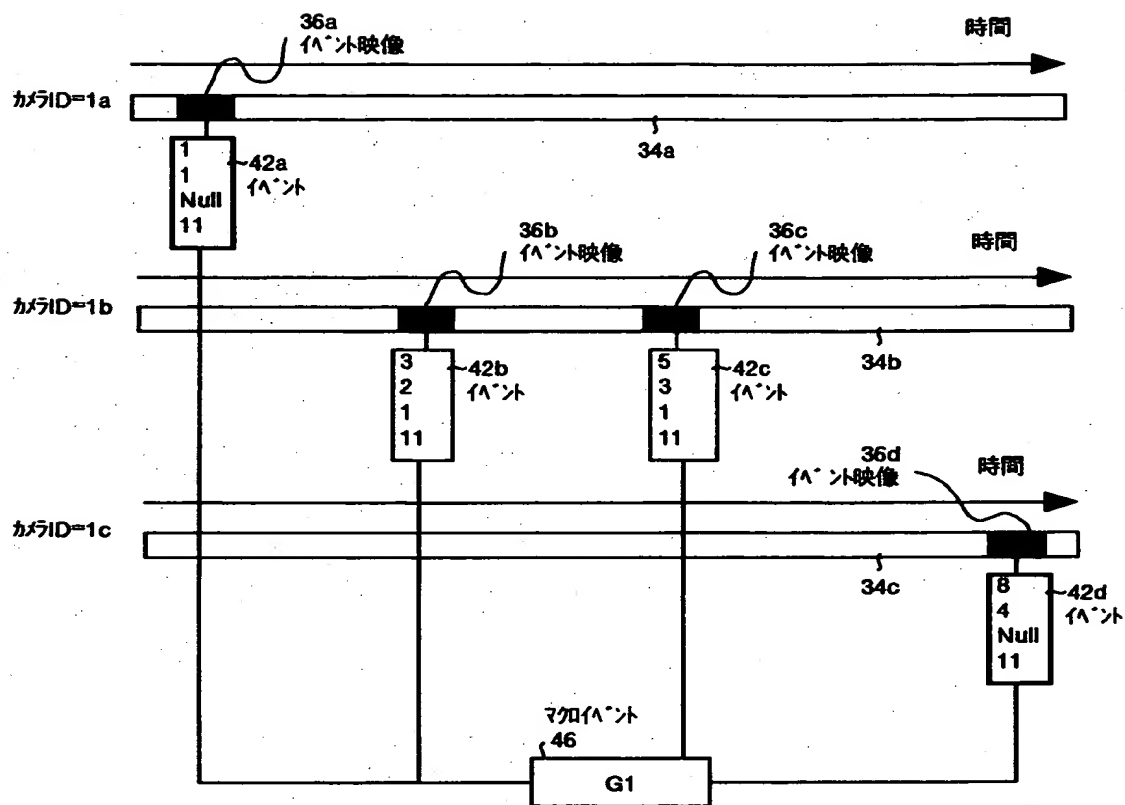 36a
イベント映像
時間
カメラID=1a
34a
1
1
Null
11
42a
イベント
36b
イベント映像
36c
イベント映像
時間
カメラID=1b
34b
3
2
1
11
42b
イベント
5
3
1
11
42c
イベント
36d
イベント映像
時間
カメラID=1c
34c
8
4
Null
11
42d
イベント
マクロイベント
46
G1